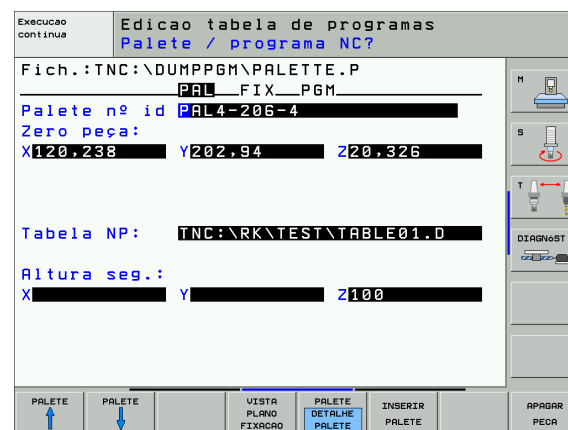 Execucao
continua
Edicao tabela de programas
Palete / programa NC?
Fich.:TNC:\DUMPPGM\PALETTE.P
PAL FIX PGM
Palete nº id PAL4-206-4
Zero peça:
X120,238 Y202,94 Z20,326
Tabela NP: TNC:\RK\TEST\TABLE01.D
Altura seg.:
X Y Z100
M
S
T
DIAGNóST
PALETE
PALETE
VISTA
PLANO
FIXACAO
PALETE
DETALHE
PALETE
INSERIR
PALETE
APAGAR
PECA